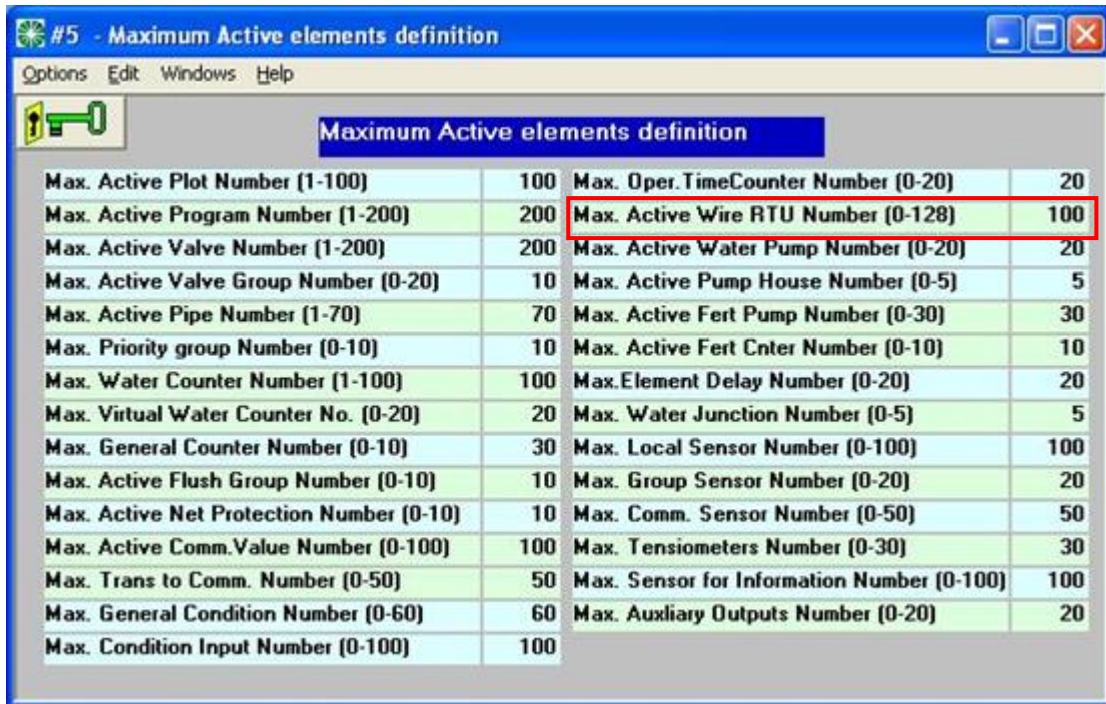 #5 - Maximum Active elements definition
Options Edit Windows Help
Maximum Active elements definition
Max. Active Plot Number (1-100) 100 Max. Oper.TimeCounter Number (0-20) 20
Max. Active Program Number (1-200) 200 Max. Active Wire RTU Number (0-128) 100
Max. Active Valve Number (1-200) 200 Max. Active Water Pump Number (0-20) 20
Max. Active Valve Group Number (0-20) 10 Max. Active Pump House Number (0-5) 5
Max. Active Pipe Number (1-70) 70 Max. Active Fert Pump Number (0-30) 30
Max. Priority group Number (0-10) 10 Max. Active Fert Cnter Number (0-10) 10
Max. Water Counter Number (1-100) 100 Max.Element Delay Number (0-20) 20
Max. Virtual Water Counter No. (0-20) 20 Max. Water Junction Number (0-5) 5
Max. General Counter Number (0-10) 30 Max. Local Sensor Number (0-100) 100
Max. Active Flush Group Number (0-10) 10 Max. Group Sensor Number (0-20) 20
Max. Active Net Protection Number (0-10) 10 Max. Comm. Sensor Number (0-50) 50
Max. Active Comm.Value Number (0-100) 100 Max. Tensiometers Number (0-30) 30
Max. Trans to Comm. Number (0-50) 50 Max. Sensor for Information Number (0-100) 100
Max. General Condition Number (0-60) 60 Max. Auxliary Outputs Number (0-20) 20
Max. Condition Input Number (0-100) 100